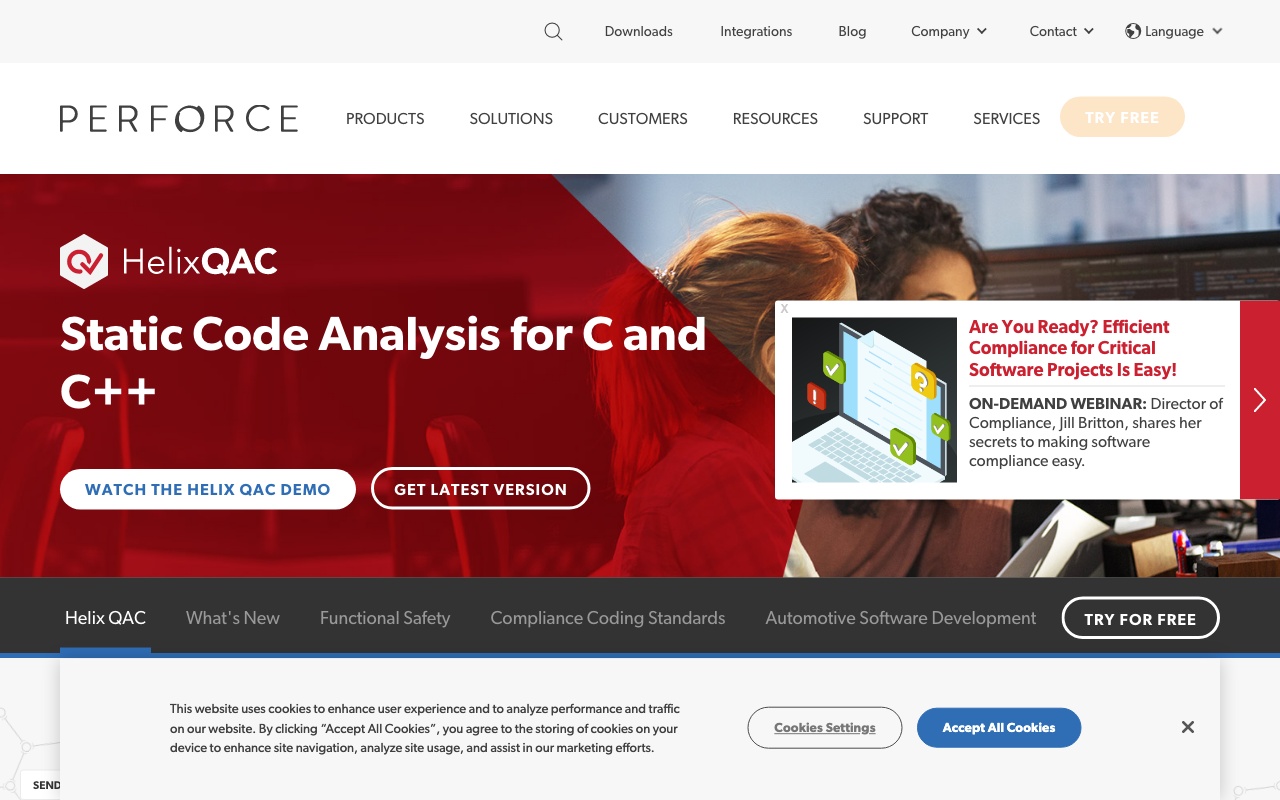 Downloads
Integrations
Blog
Company
Contact
Language
PERFORCE
PRODUCTS
SOLUTIONS
CUSTOMERS
RESOURCES
SUPPORT
SERVICES
TRY FREE
HelixQAC
Static Code Analysis for C and
C++
WATCH THE HELIX QAC DEMO
GET LATEST VERSION
X
Are You Ready? Efficient
Compliance for Critical
Software Projects Is Easy!
ON-DEMAND WEBINAR: Director of
Compliance, Jill Britton, shares her
secrets to making software
compliance easy.
Helix QAC
What's New
Functional Safety
Compliance Coding Standards
Automotive Software Development
TRY FOR FREE
This website uses cookies to enhance user experience and to analyze performance and traffic
on our website. By clicking “Accept All Cookies”, you agree to the storing of cookies on your
device to enhance site navigation, analyze site usage, and assist in our marketing efforts.
Cookies Settings
Accept All Cookies
SEND